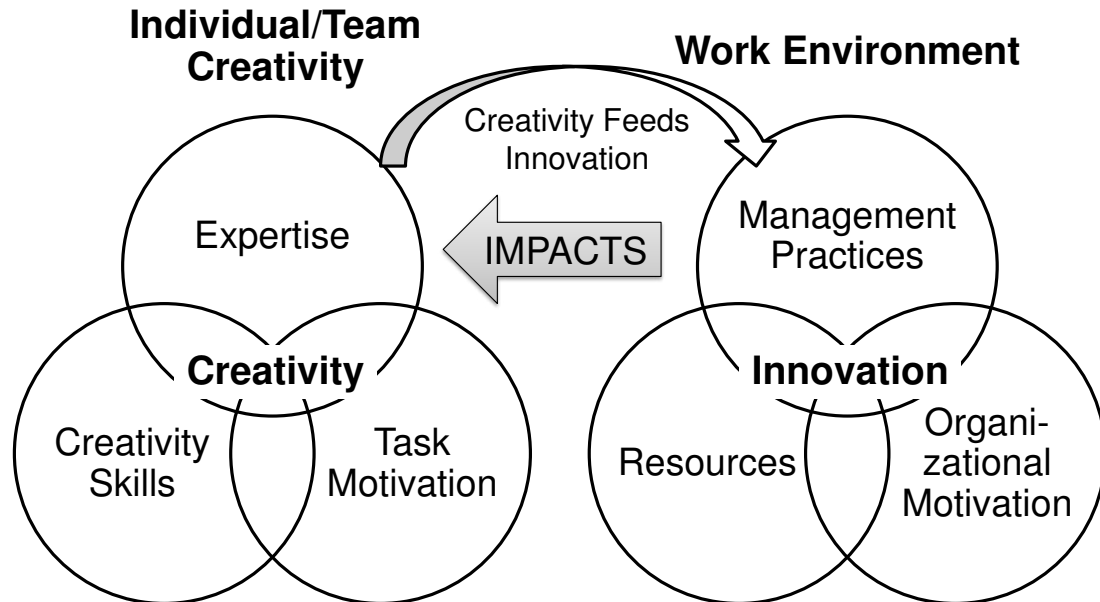 Individual/Team
Creativity
Work Environment
Creativity Feeds
Innovation
Expertise
IMPACTS
Management
Practices
Creativity
Creativity
Skills
Task
Motivation
Innovation
Resources
Organi-
zational
Motivation